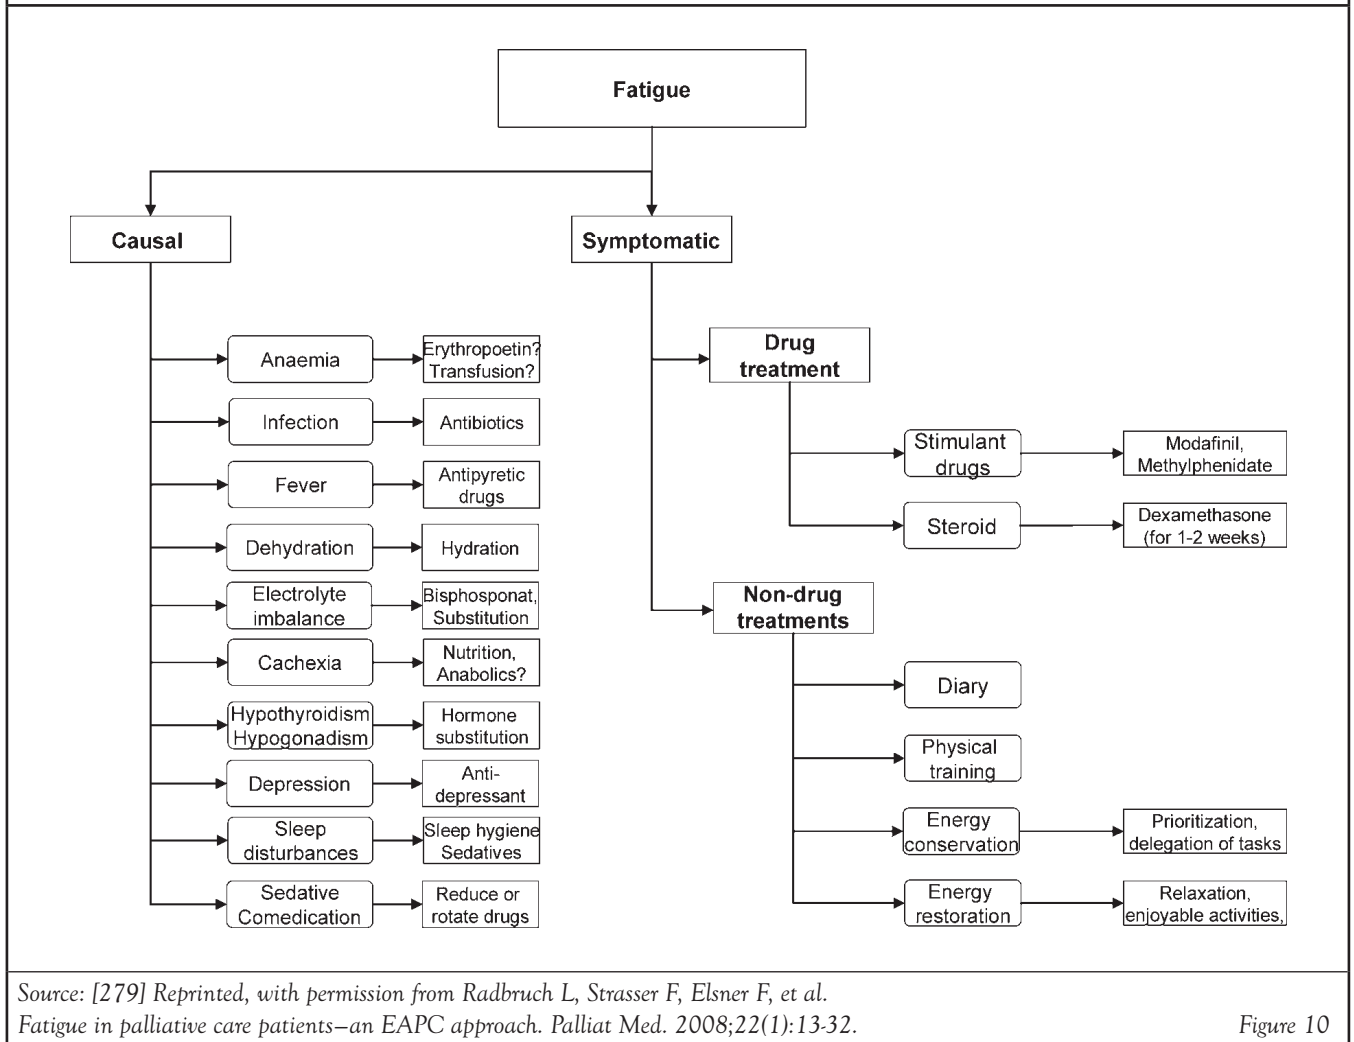 Fatigue
Causal
Symptomatic
Anaemia
Erythropoetin?
Transfusion?
Infection
Antibiotics
Fever
Antipyretic
drugs
Dehydration
Hydration
Electrolyte
imbalance
Bisphosponat,
Substitution
Cachexia
Nutrition,
Anabolics?
Hypothyroidism
Hypogonadism
Hormone
substitution
Depression
Anti-
depressant
Sleep
disturbances
Sleep hygiene
Sedatives
Sedative
Comedication
Reduce or
rotate drugs
Drug
treatment
Stimulant
drugs
Modafinil,
Methylphenidate
Steroid
Dexamethasone
(for 1-2 weeks)
Non-drug
treatments
Diary
Physical
training
Energy
conservation
Prioritization,
delegation of tasks
Energy
restoration
Relaxation,
enjoyable activities,
Source: [279] Reprinted, with permission from Radbruch L, Strasser F, Elsner F, et al.
Fatigue in palliative care patients–an EAPC approach. Palliat Med. 2008;22(1):13-32.
Figure 10